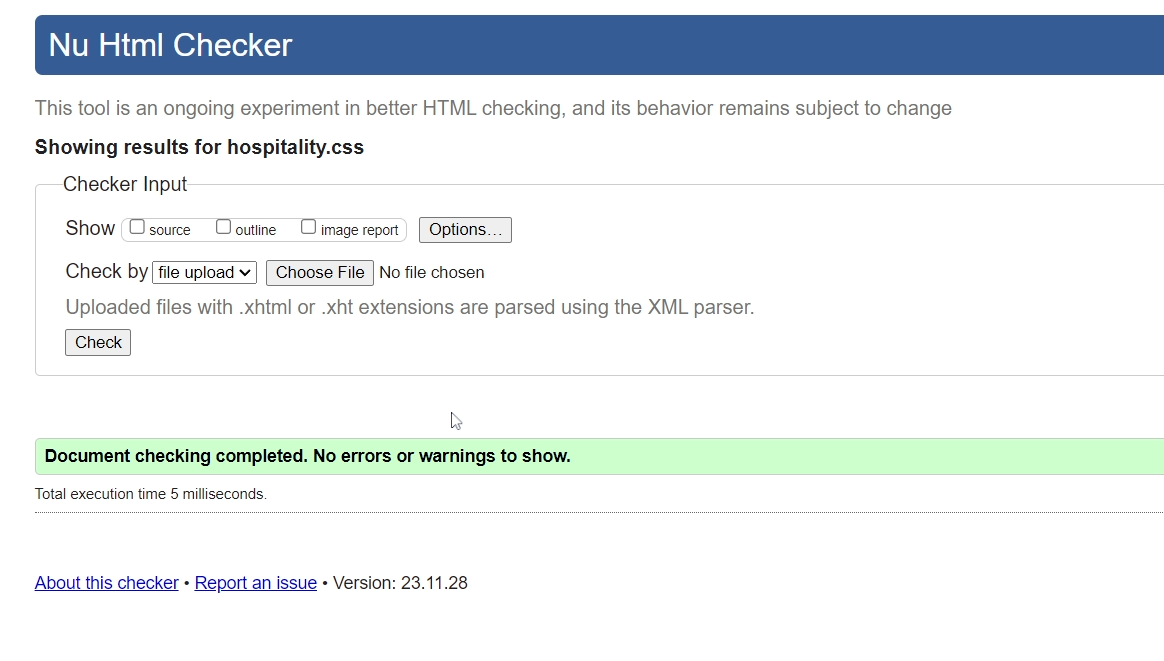 Nu Html Checker
This tool is an ongoing experiment in better HTML checking, and its behavior remains subject to change
Showing results for hospitality.css
Checker Input
Show source outline image report Options...
Check by file upload Choose File No file chosen
Uploaded files with .xhtml or .xht extensions are parsed using the XML parser.
Check
Document checking completed. No errors or warnings to show.
Total execution time 5 milliseconds.
About this checker • Report an issue • Version: 23.11.28